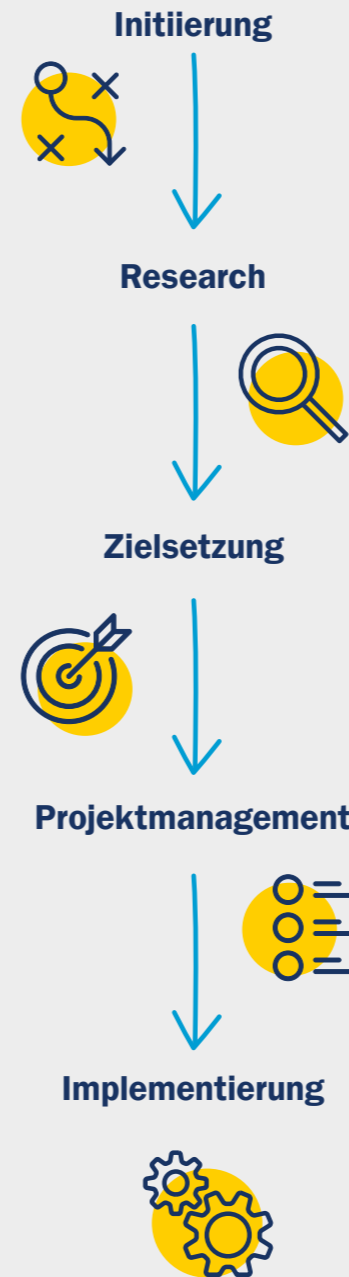 Initiierung
Research
Zielsetzung
Projektmanagement
Implementierung